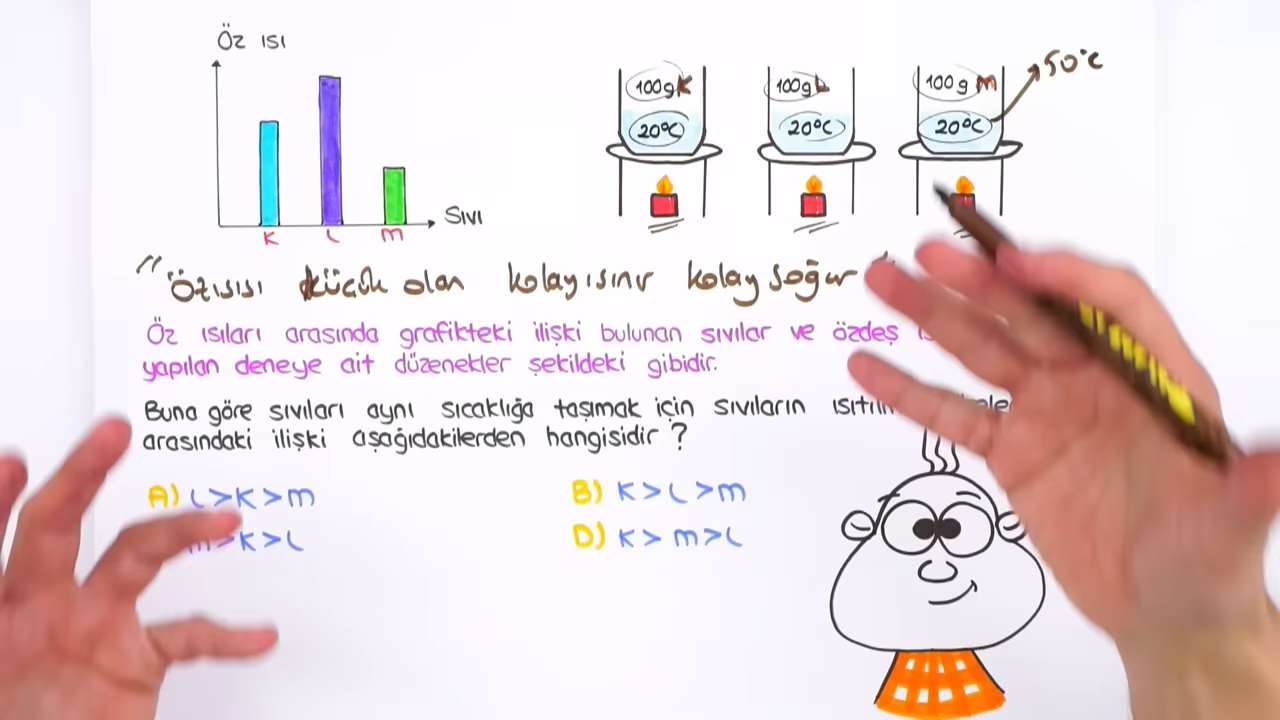 Öz ısı
Sıvı
K L M
100g K
20°C
100g L
20°C
100g M
20°C
50°C
"Özısısı küçük olan kolay ısınır kolay soğur"
Öz ısıları arasında grafikteki ilişki bulunan sıvılar ve özdeş
yapılan deneye ait düzenekler şekildeki gibidir.
Buna göre sıvıları aynı sıcaklığa taşımak için sıvıların
arasındaki ilişki aşağıdakilerden hangisidir ?
A) L>K>M
B) K>L>M
M>K>L
D) K>M>L